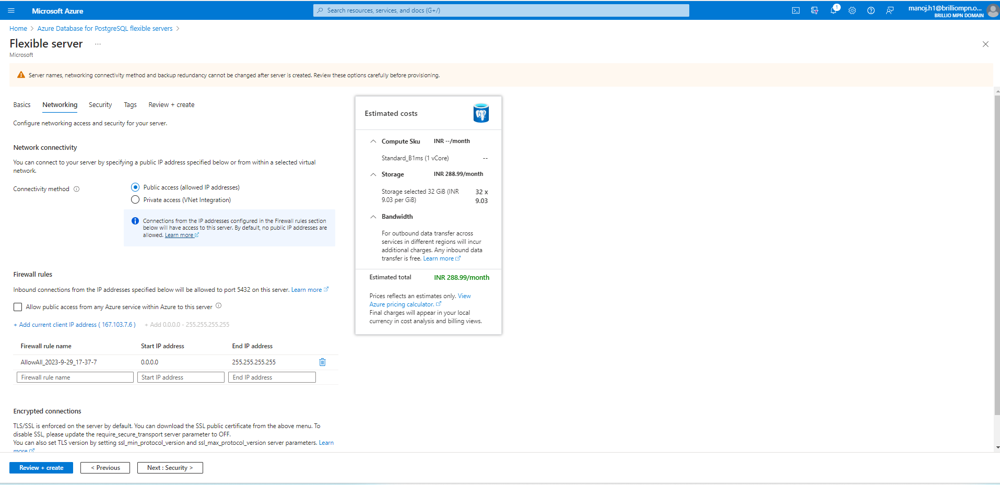 Microsoft Azure
Search resources, services, and docs (G+/)
1
manoj.h1@brilliompn.o...
BRILLIO MPN DOMAIN
Home > Azure Database for PostgreSQL flexible servers >
Flexible server ...
Microsoft
Server names, networking connectivity method and backup redundancy cannot be changed after server is created. Review these options carefully before provisioning.
Basics Networking Security Tags Review + create
Configure networking access and security for your server.
Network connectivity
You can connect to your server by specifying a public IP address specified below or from within a selected virtual
network.
Connectivity method
Public access (allowed IP addresses)
Private access (VNet Integration)
Connections from the IP addresses configured in the Firewall rules section
below will have access to this server. By default, no public IP addresses are
allowed. Learn more
Firewall rules
Inbound connections from the IP addresses specified below will be allowed to port 5432 on this server. Learn more
Allow public access from any Azure service within Azure to this server
+ Add current client IP address ( 167.103.7.6 ) + Add 0.0.0.0 - 255.255.255.255
Firewall rule name Start IP address End IP address
AllowAll_2023-9-29_17-37-7 0.0.0.0 255.255.255.255
Firewall rule name Start IP address End IP address
Encrypted connections
TLS/SSL is enforced on the server by default. You can download the SSL public certificate from the above menu. To
disable SSL, please update the require_secure_transport server parameter to OFF.
You can also set TLS version by setting ssl_min_protocol_version and ssl_max_protocol_version server parameters. Learn
more
Estimated costs
Compute Sku INR --/month
Standard_B1ms (1 vCore) --
Storage INR 288.99/month
Storage selected 32 GiB (INR 32 x
9.03 per GiB) 9.03
Bandwidth
For outbound data transfer across
services in different regions will incur
additional charges. Any inbound data
transfer is free. Learn more
Estimated total INR 288.99/month
Prices reflects an estimates only. View
Azure pricing calculator.
Final charges will appear in your local
currency in cost analysis and billing views.
Review + create < Previous Next : Security >